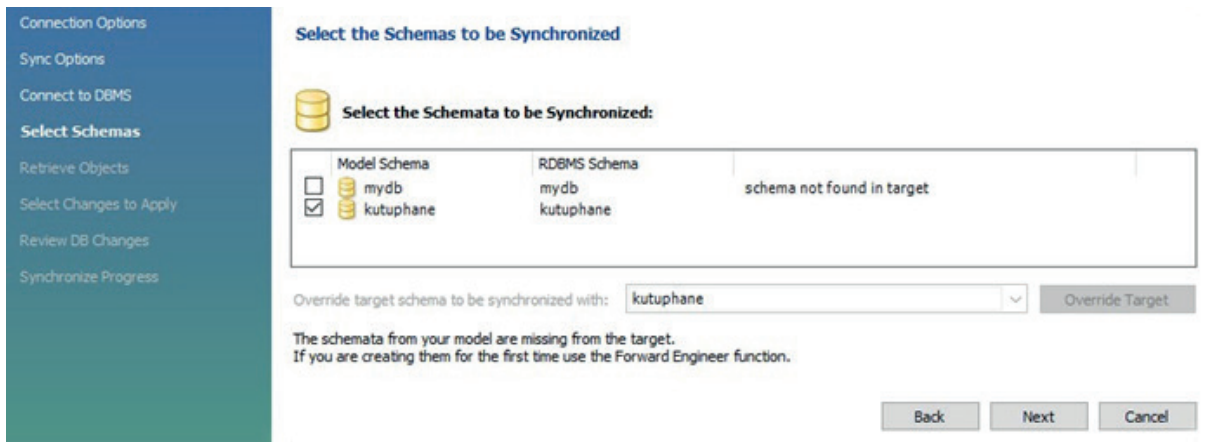 Connection Options
Sync Options
Connect to DBMS
Select Schemas
Retrieve Objects
Select Changes to Apply
Review DB Changes
Synchronize Progress
Select the Schemas to be Synchronized
Select the Schemata to be Synchronized:
Model Schema RDBMS Schema
mydb mydb schema not found in target
kutuphane kutuphane
Override target schema to be synchronized with: kutuphane Override Target
The schemata from your model are missing from the target.
If you are creating them for the first time use the Forward Engineer function.
Back Next Cancel